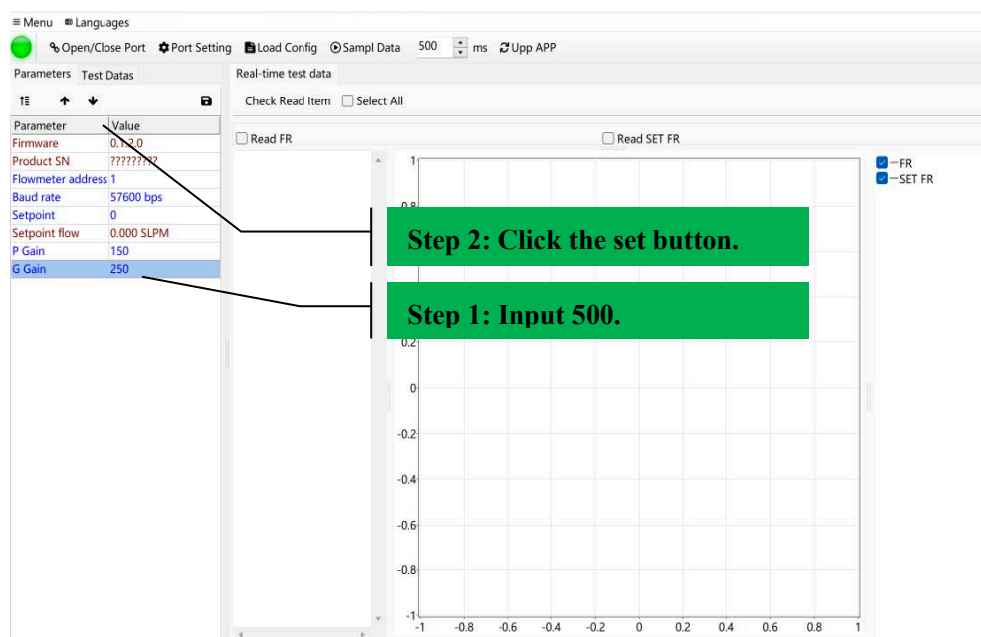 Menu Languages
Open/Close Port Port Setting Load Config Sampl Data 500 ms Upp APP
Parameters Test Datas Real-time test data
Check Read Item Select All
Parameter Value
Read FR Read SET FR
Firmware 0.1.2.0
Product SN ?????????
Flowmeter address 1
Baud rate 57600 bps
Setpoint 0
Setpoint flow 0.000 SLPM
P Gain 150
G Gain 250
FR
SET FR
Step 2: Click the set button.
Step 1: Input 500.
1
0.8
0.2
0
-0.2
-0.4
-0.6
-0.8
-1
-1 -0.8 -0.6 -0.4 -0.2 0 0.2 0.4 0.6 0.8 1